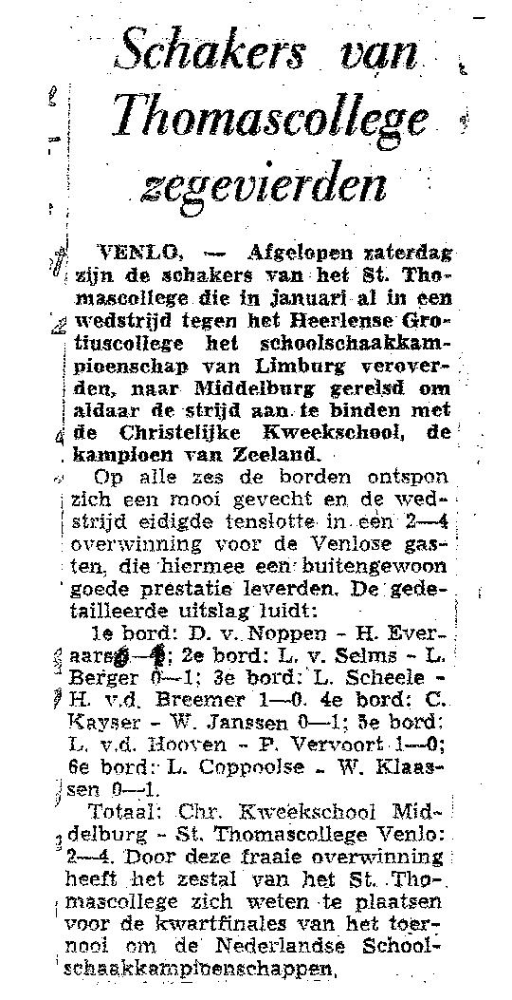 Schakers van
Thomascollege
zegevierden
VENLO, — Afgelopen zaterdag
zijn de schakers van het St. Tho-
mascollege die in januari al in een
wedstrijd tegen het Heerlense Gro-
tiuscollege het schoolschaakkam-
pioenschap van Limburg verover-
den, naar Middelburg gereisd om
aldaar de strijd aan te binden met
de Christelijke Kweekschool, de
kampioen van Zeeland.
Op alle zes de borden ontspon
zich een mooi gevecht en de wed-
strijd eidigde tenslotte in een 2—4
overwinning voor de Venlose gas-
ten, die hiermee een buitengewoon
goede prestatie leverden. De gede-
tailleerde uitslag luidt:
1e bord: D. v. Noppen - H. Ever-
aars 2e bord: L. v. Selms - L.
Berger 0—1; 3e bord: L. Scheele -
H. v.d. Breemer 1—0. 4e bord: C.
Kayser - W. Janssen 0—1; 5e bord:
L. v.d. Hooven - P. Vervoort 1—0;
6e bord: L. Coppoolse - W. Klaas-
sen 0—1.
Totaal: Chr. Kweekschool Mid-
delburg - St. Thomascollege Venlo:
2—4. Door deze fraaie overwinning
heeft het zestal van het St. Tho-
mascollege zich weten te plaatsen
voor de kwartfinales van het toer-
nooi om de Nederlandse School-
schaakkampioenschappen.